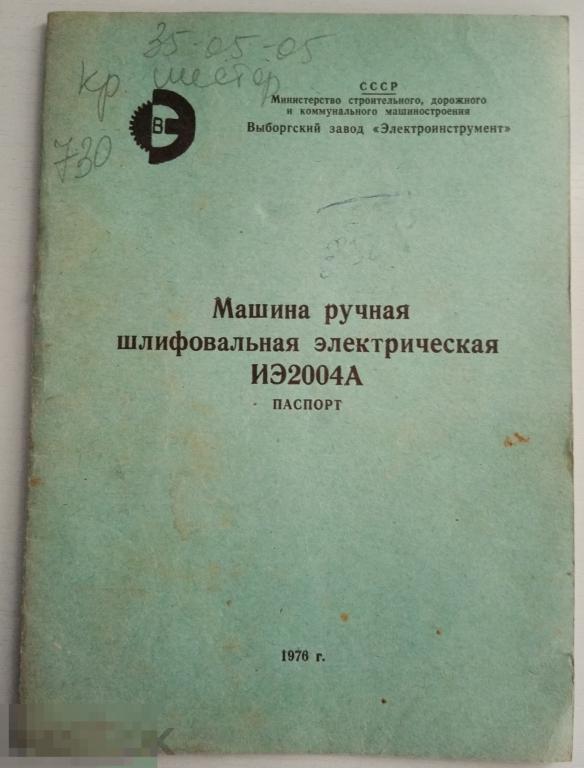 35-05-05
кр. шестер
730
В
СССР
Министерство строительного, дорожного
и коммунального машиностроения
Выборгский завод «Электроинструмент»
Машина ручная
шлифовальная электрическая
ИЭ2004А
ПАСПОРТ
1976 г.